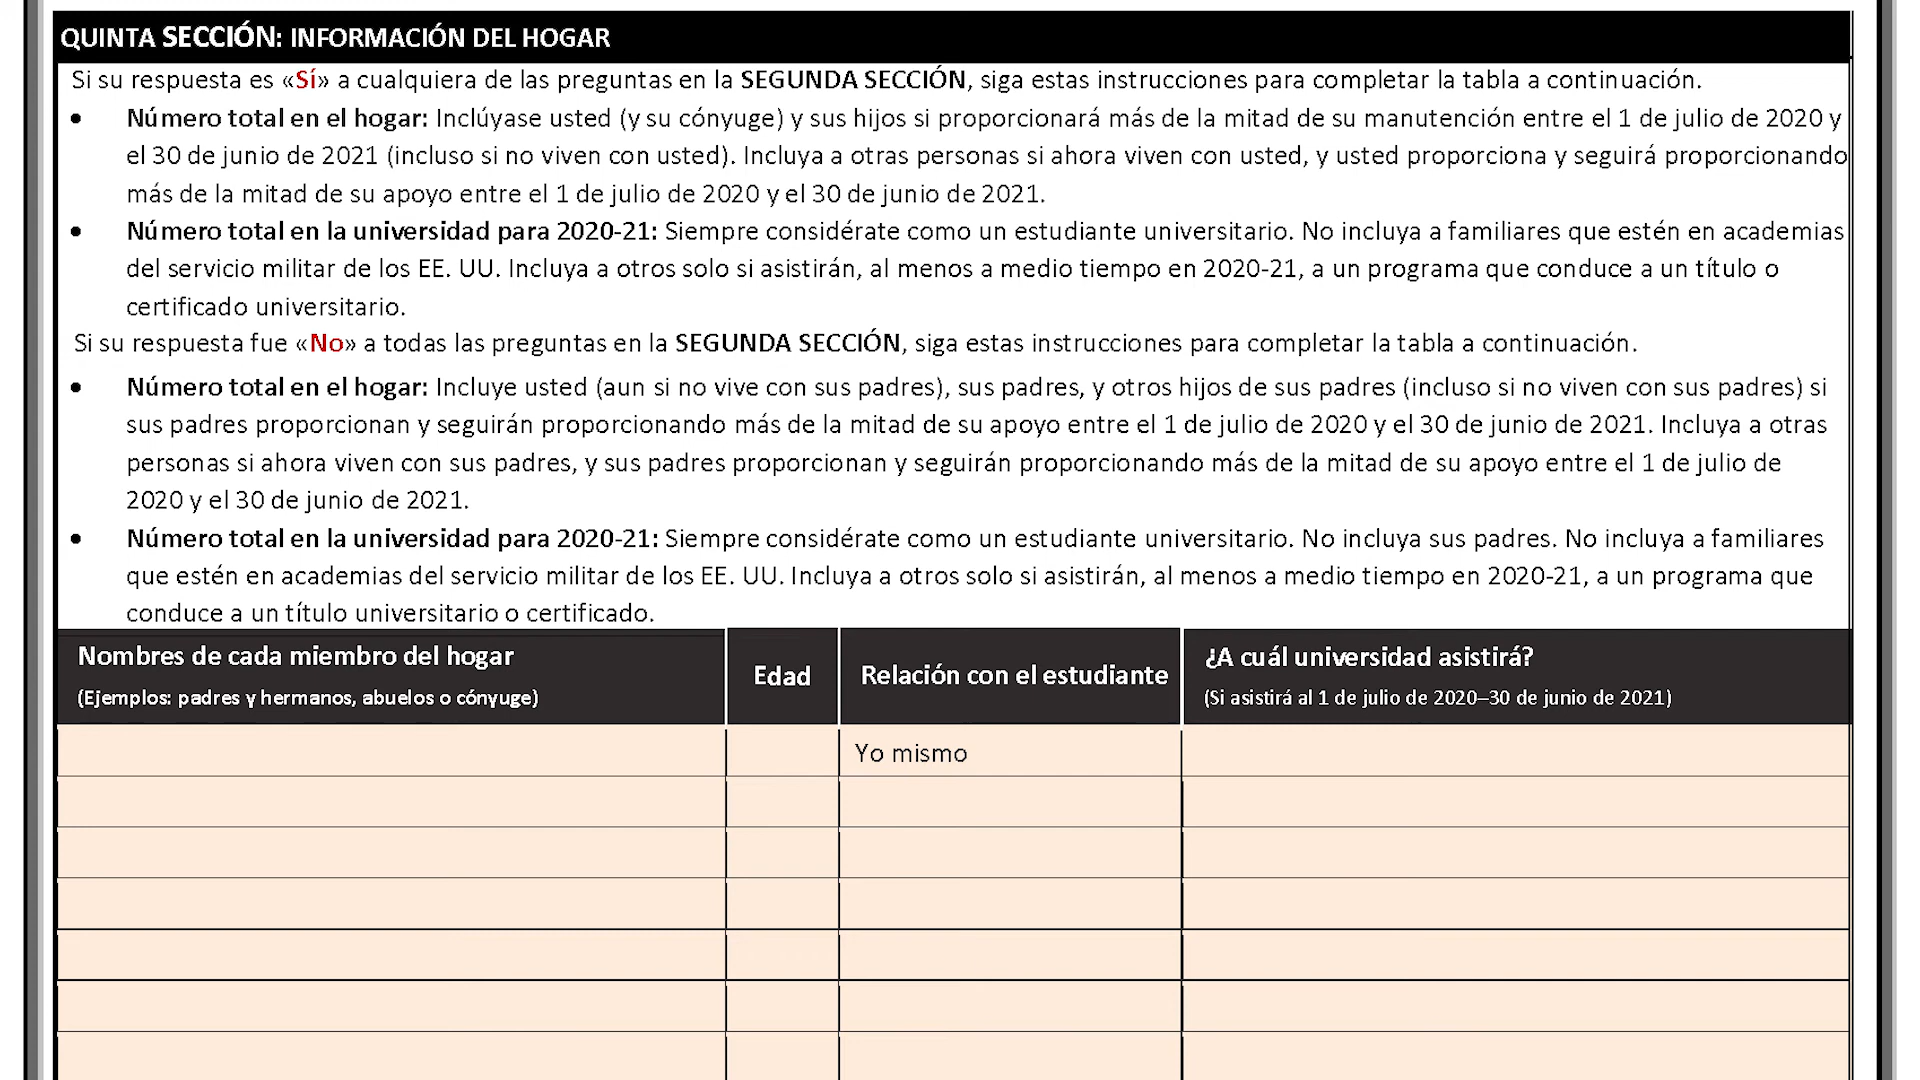 QUINTA SECCIÓN: INFORMACIÓN DEL HOGAR
Si su respuesta es «Sí» a cualquiera de las preguntas en la SEGUNDA SECCIÓN, siga estas instrucciones para completar la tabla a continuación.
• Número total en el hogar: Inclúyase usted (y su cónyuge) y sus hijos si proporcionará más de la mitad de su manutención entre el 1 de julio de 2020 y
el 30 de junio de 2021 (incluso si no viven con usted). Incluya a otras personas si ahora viven con usted, y usted proporciona y seguirá proporcionando
más de la mitad de su apoyo entre el 1 de julio de 2020 y el 30 de junio de 2021.
• Número total en la universidad para 2020-21: Siempre considérate como un estudiante universitario. No incluya a familiares que estén en academias
del servicio militar de los EE. UU. Incluya a otros solo si asistirán, al menos a medio tiempo en 2020-21, a un programa que conduce a un título o
certificado universitario.
Si su respuesta fue «No» a todas las preguntas en la SEGUNDA SECCIÓN, siga estas instrucciones para completar la tabla a continuación.
• Número total en el hogar: Incluye usted (aun si no vive con sus padres), sus padres, y otros hijos de sus padres (incluso si no viven con sus padres) si
sus padres proporcionan y seguirán proporcionando más de la mitad de su apoyo entre el 1 de julio de 2020 y el 30 de junio de 2021. Incluya a otras
personas si ahora viven con sus padres, y sus padres proporcionan y seguirán proporcionando más de la mitad de su apoyo entre el 1 de julio de
2020 y el 30 de junio de 2021.
• Número total en la universidad para 2020-21: Siempre considérate como un estudiante universitario. No incluya sus padres. No incluya a familiares
que estén en academias del servicio militar de los EE. UU. Incluya a otros solo si asistirán, al menos a medio tiempo en 2020-21, a un programa que
conduce a un título universitario o certificado.
Nombres de cada miembro del hogar
(Ejemplos: padres y hermanos, abuelos o cónyuge)
Edad
Relación con el estudiante
¿A cuál universidad asistirá?
(Si asistirá al 1 de julio de 2020–30 de junio de 2021)
Yo mismo